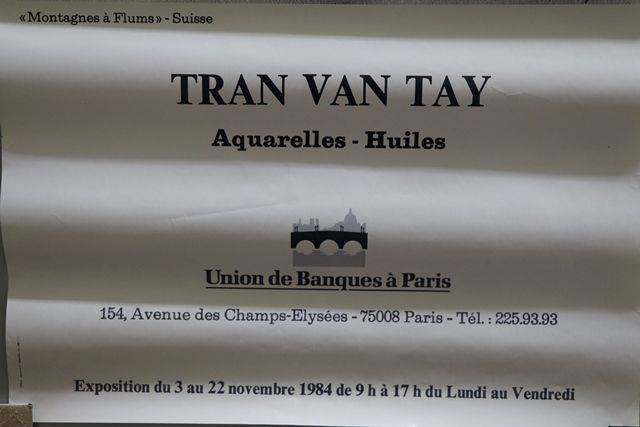 «Montagnes à Flums» - Suisse
TRAN VAN TAY
Aquarelles - Huiles
Union de Banques à Paris
154, Avenue des Champs-Elysées - 75008 Paris - Tél. : 225.93.93
Exposition du 3 au 22 novembre 1984 de 9 h à 17 h du Lundi au Vendredi